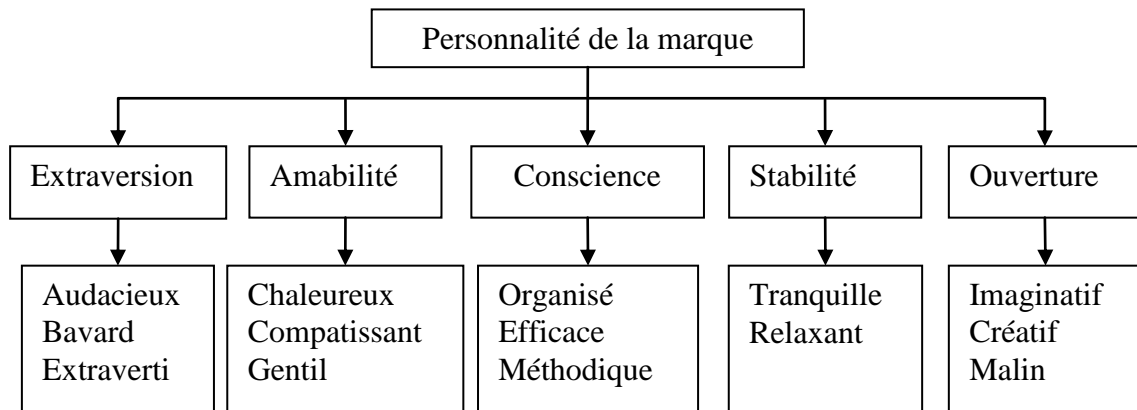 Personnalité de la marque
Extraversion
Amabilité
Conscience
Stabilité
Ouverture
Audacieux
Bavard
Extraverti
Chaleureux
Compatissant
Gentil
Organisé
Efficace
Méthodique
Tranquille
Relaxant
Imaginatif
Créatif
Malin